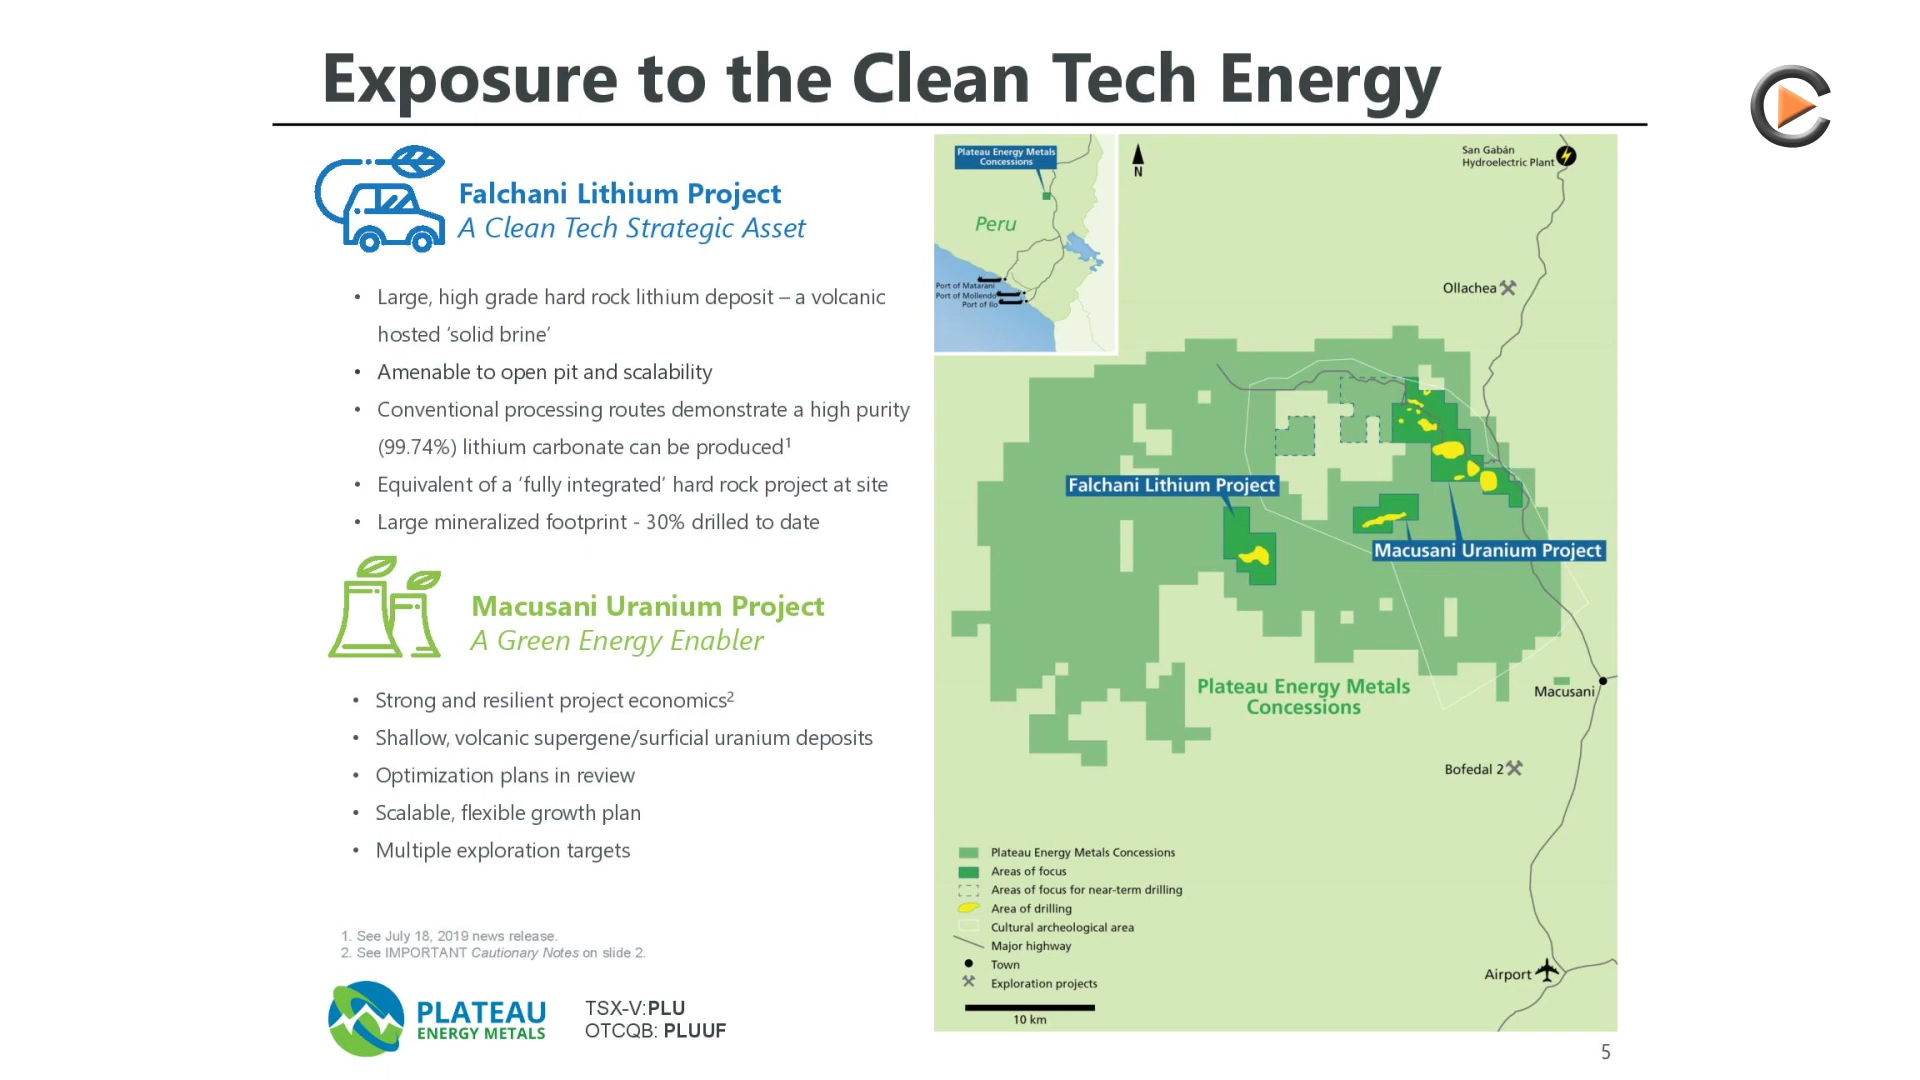 Exposure to the Clean Tech Energy
Falchani Lithium Project
A Clean Tech Strategic Asset
• Large, high grade hard rock lithium deposit – a volcanic
hosted ‘solid brine’
• Amenable to open pit and scalability
• Conventional processing routes demonstrate a high purity
(99.74%) lithium carbonate can be produced¹
• Equivalent of a ‘fully integrated’ hard rock project at site
• Large mineralized footprint - 30% drilled to date
Macusani Uranium Project
A Green Energy Enabler
• Strong and resilient project economics²
• Shallow, volcanic supergene/surficial uranium deposits
• Optimization plans in review
• Scalable, flexible growth plan
• Multiple exploration targets
1. See July 18, 2019 news release.
2. See IMPORTANT Cautionary Notes on slide 2.
PLATEAU
ENERGY METALS
TSX-V:PLU
OTCQB: PLUUF
Plateau Energy Metals
Concessions
Peru
Port of Matarani
Port of Mollendo
Port of Ilo
N
San Gabán
Hydroelectric Plant
Ollachea
Falchani Lithium Project
Macusani Uranium Project
Plateau Energy Metals
Concessions
Macusani
Bofedal 2
Airport
Plateau Energy Metals Concessions
Areas of focus
Areas of focus for near-term drilling
Area of drilling
Cultural archeological area
Major highway
Town
Exploration projects
10 km
5